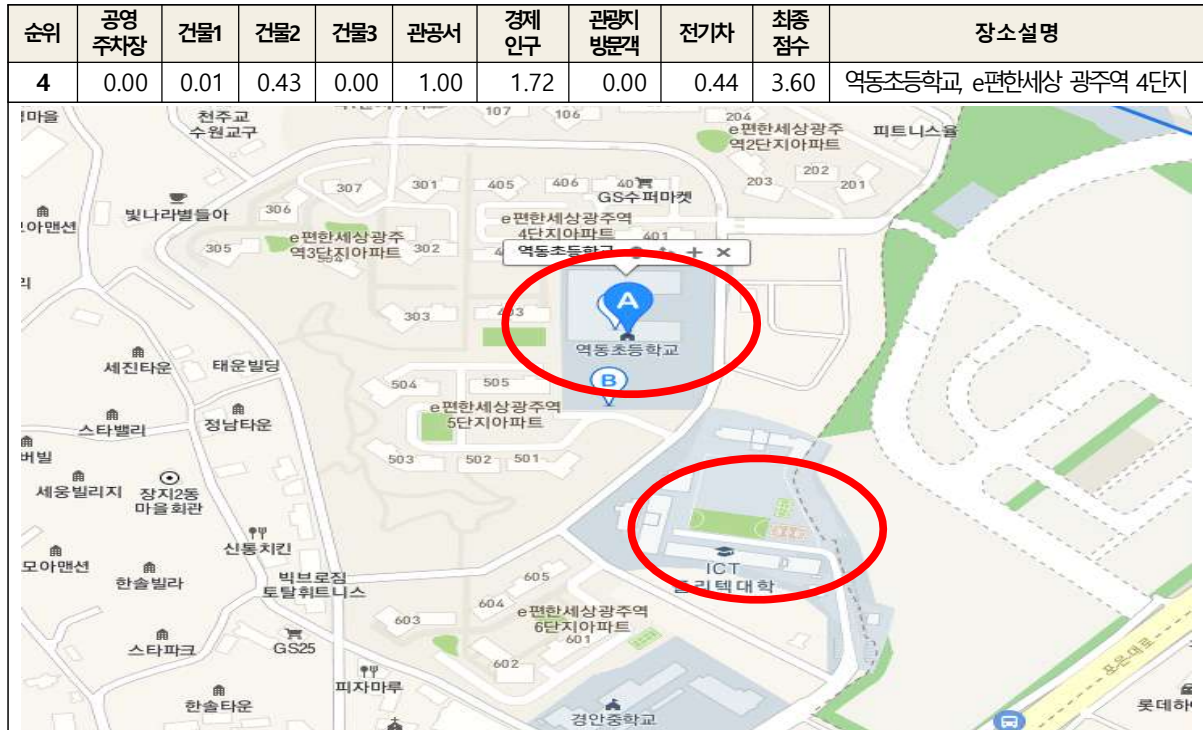 순위 공영주차장 건물1 건물2 건물3 관공서 경제인구 관광지방문객 전기차 최종점수 장소설명
4 0.00 0.01 0.43 0.00 1.00 1.72 0.00 0.44 3.60 역동초등학교, e편한세상 광주역 4단지
천주교
수원교구
107
106
204
e편한세상광주
역2단지아파트
피트니스율
202
203
201
307
301
405
406
GS수퍼마켓
빛나라별들아
306
e편한세상광주역
4단지아파트
401
305
e편한세상광주
역3단지아파트
302
역동초등학교
A
303
403
역동초등학교
B
세진타운
태운빌딩
504
505
e편한세상광주역
5단지아파트
스타밸리
정남타운
503
502
501
세웅빌리지
장지2동
마을회관
신통치킨
모아맨션
한솔빌라
빅브로짐
토탈휘트니스
ICT
폴리텍대학
605
604
e편한세상광주역
6단지아파트
603
601
602
스타파크
GS25
피자마루
한솔타운
경안중학교
포은대로